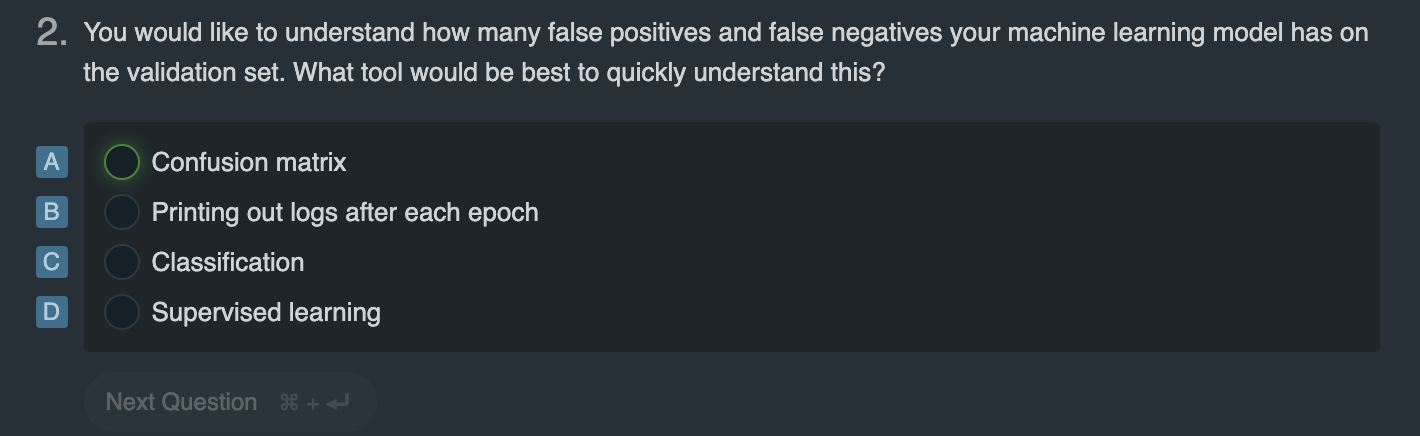 2. You would like to understand how many false positives and false negatives your machine learning model has on
the validation set. What tool would be best to quickly understand this?
A Confusion matrix
B Printing out logs after each epoch
C Classification
D Supervised learning
Next Question ⌘ + ↵